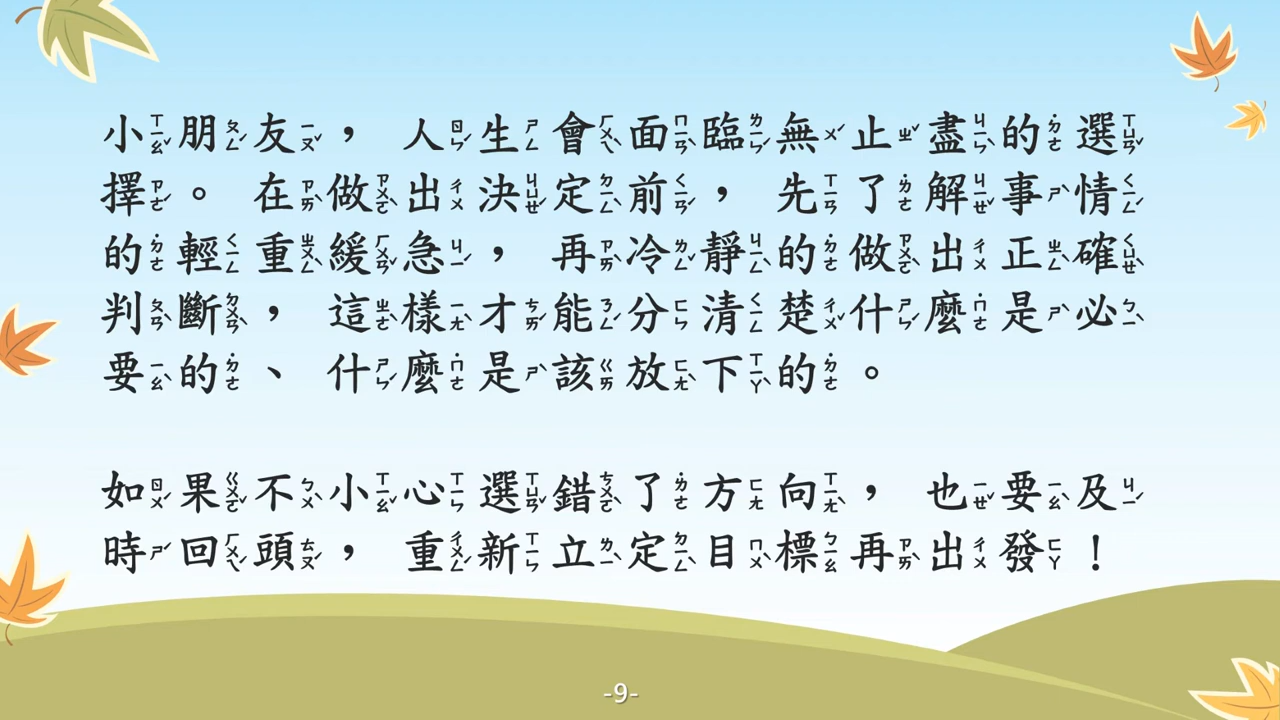 小朋友，人生會面臨無止盡的選
擇。在做出決定前，先了解事情
的輕重緩急，再冷靜的做出正確
判斷，這樣才能分清楚什麼是必
要的、什麼是該放下的。
如果不小心選錯了方向，也要及
時回頭，重新立定目標再出發！
-9-